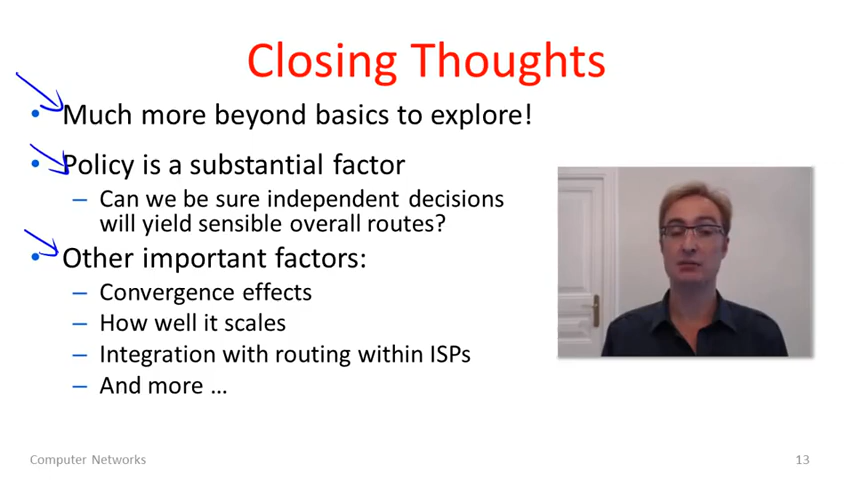 Closing Thoughts
• Much more beyond basics to explore!
• Policy is a substantial factor
– Can we be sure independent decisions
will yield sensible overall routes?
• Other important factors:
– Convergence effects
– How well it scales
– Integration with routing within ISPs
– And more …
Computer Networks
13